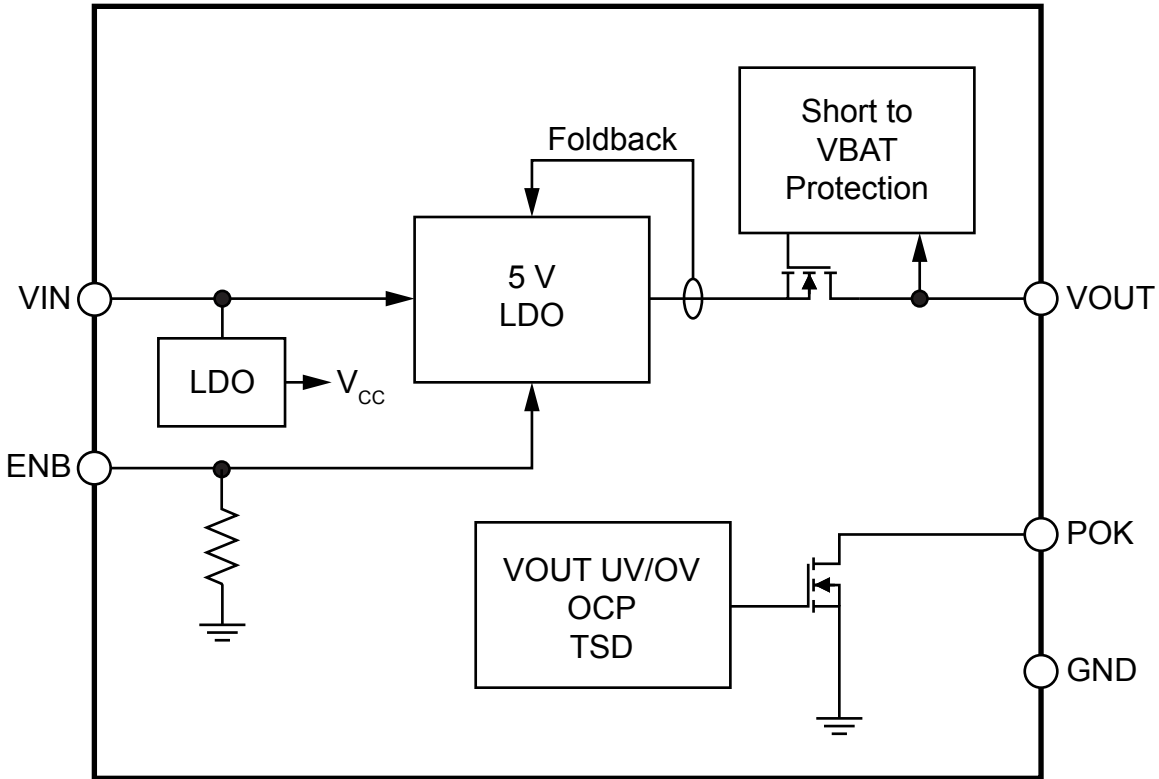 Short to
VBAT
Protection
Foldback
5 V
LDO
VIN
VOUT
LDO
VCC
ENB
POK
VOUT UV/OV
OCP
TSD
GND